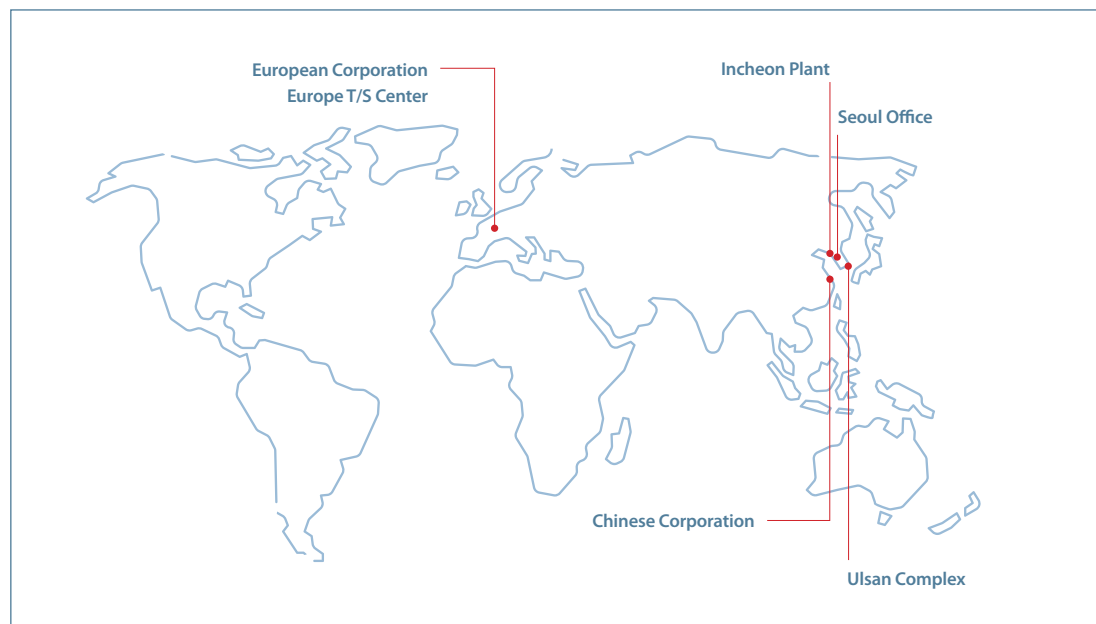 European Corporation
Europe T/S Center
Incheon Plant
Seoul Office
Chinese Corporation
Ulsan Complex